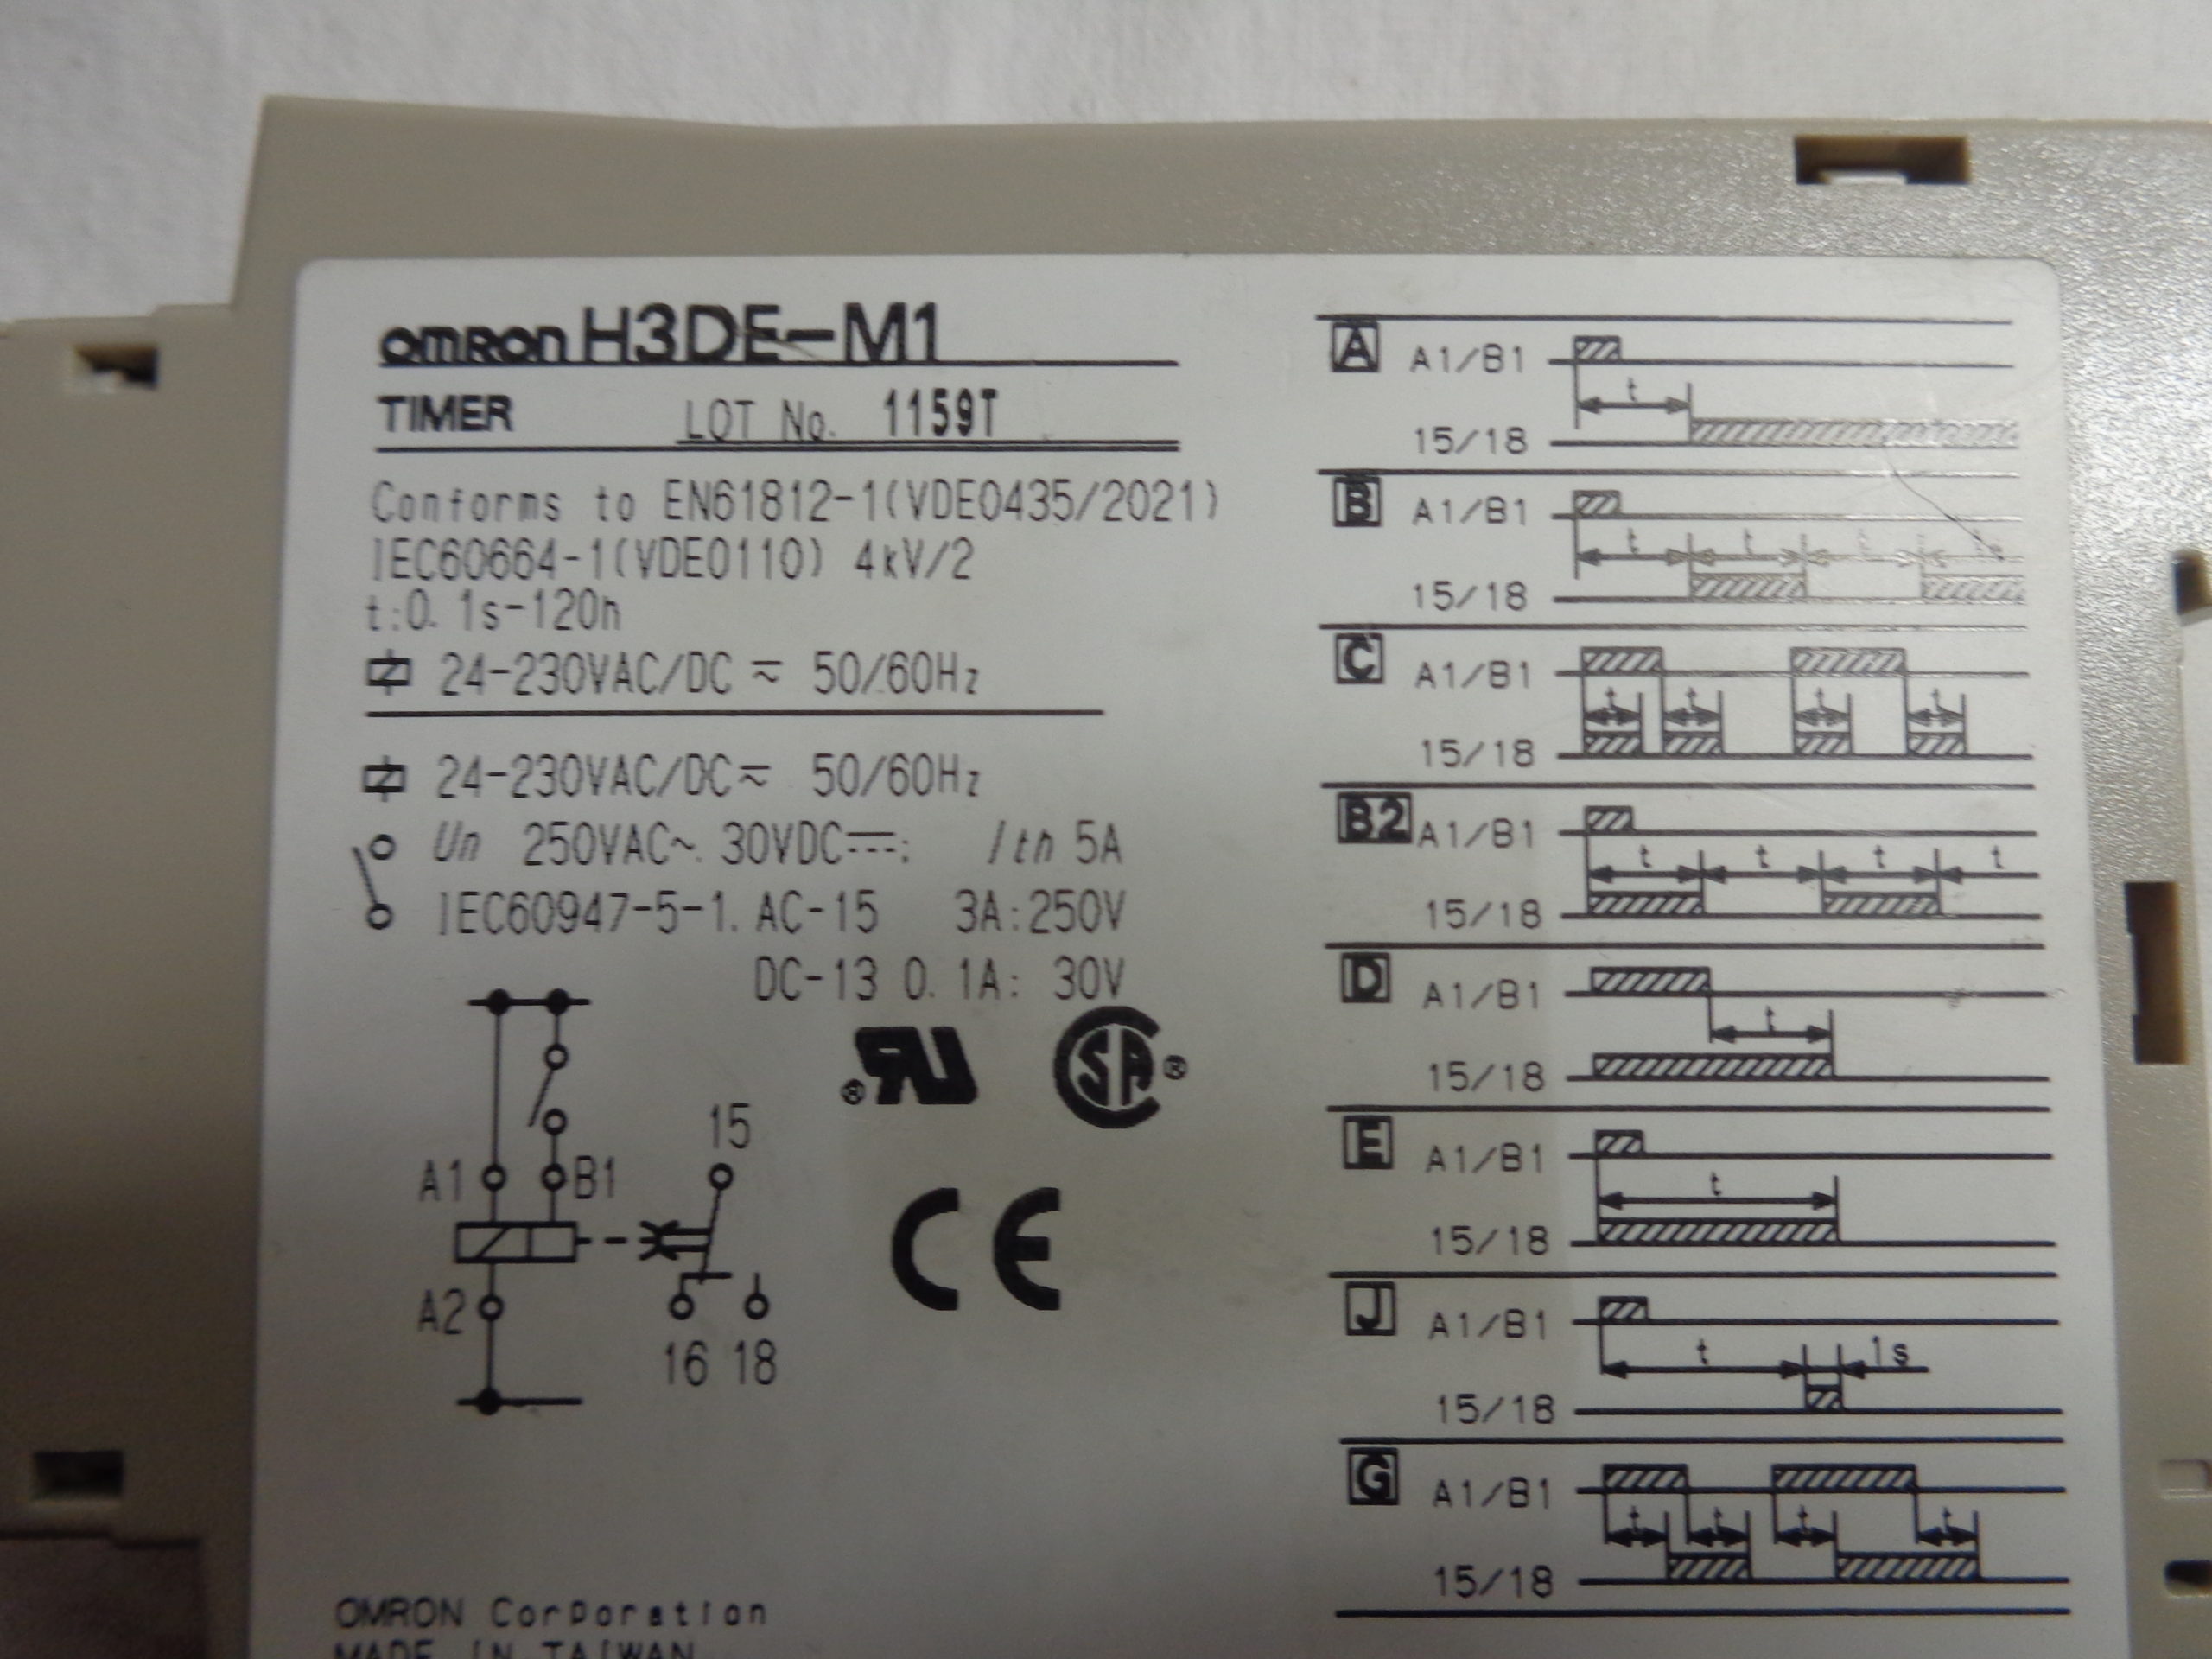 omron H3DE-M1
TIMER LOT No. 1159T
Conforms to EN61812-1(VDE0435/2021)
IEC60664-1(VDE0110) 4kV/2
t:0.1s-120h
24-230VAC/DC ≂ 50/60Hz
24-230VAC/DC ≂ 50/60Hz
Un 250VAC~. 30VDC⎓: Ith 5A
IEC60947-5-1. AC-15 3A:250V
DC-13 0.1A: 30V
® RU CSA ®
15
A1 B1
CE
A2
16 18
OMRON Corporation
MADE IN TAIWAN
A A1/B1
t
15/18
B A1/B1
t t t t
15/18
C A1/B1
t t t t
15/18
B2 A1/B1
t t t t
15/18
D A1/B1
t
15/18
E A1/B1
t
15/18
J A1/B1
t 1s
15/18
G A1/B1
t t t t
15/18